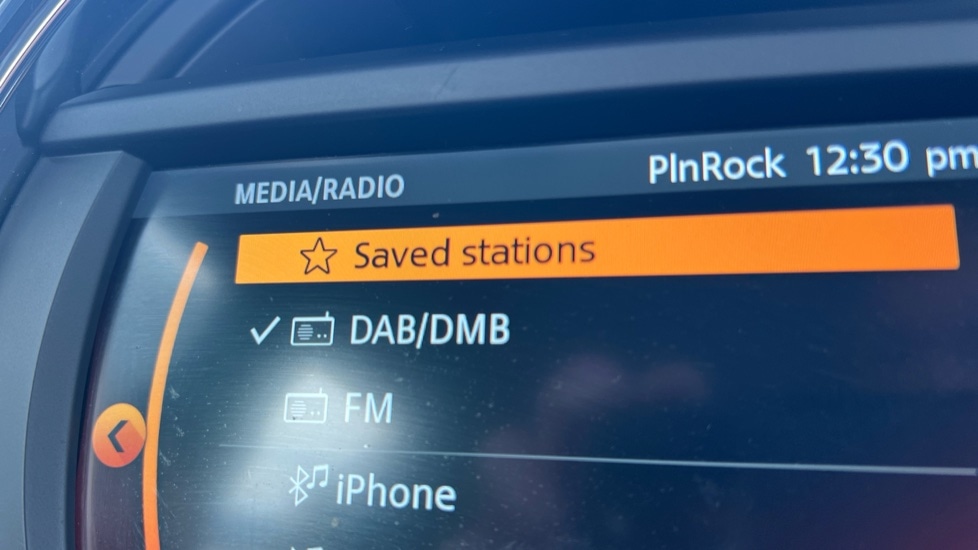 MEDIA/RADIO PlnRock 12:30 pm
Saved stations
DAB/DMB
FM
iPhone